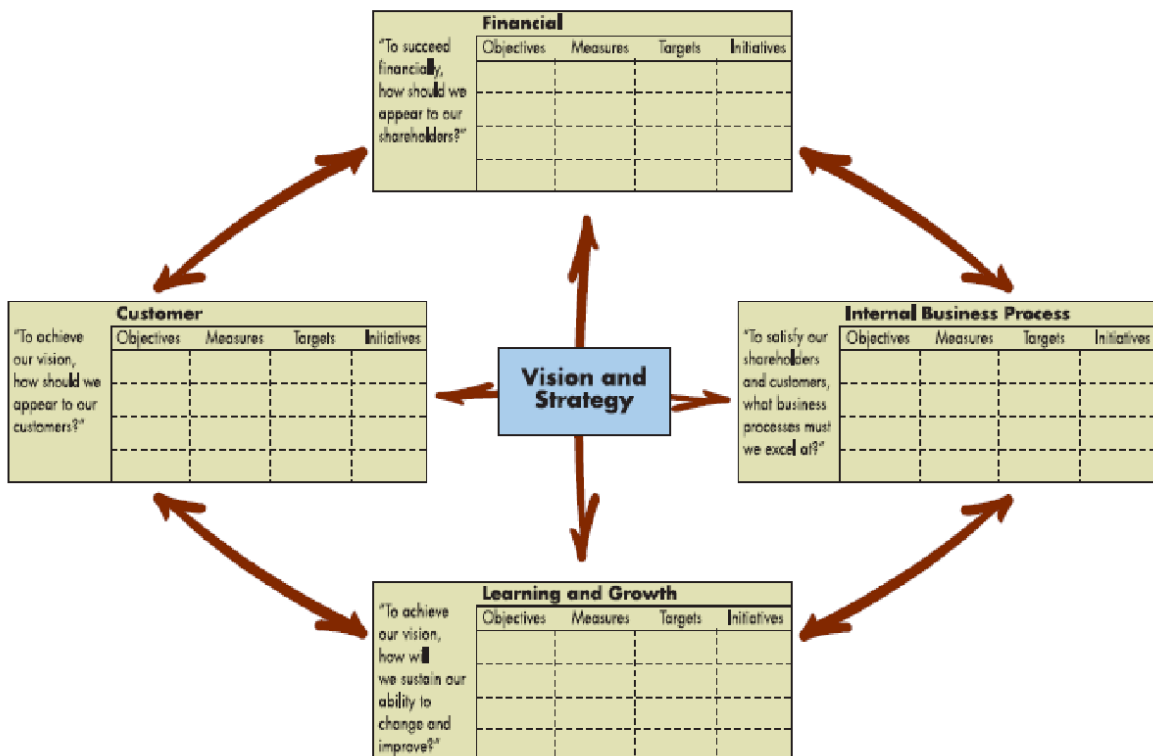 Financial
"To succeed
financially,
how should we
appear to our
shareholders?"
Objectives Measures Targets Initiatives
Customer
"To achieve
our vision,
how should we
appear to our
customers?"
Objectives Measures Targets Initiatives
Vision and
Strategy
Internal Business Process
"To satisfy our
shareholders
and customers,
what business
processes must
we excel at?"
Objectives Measures Targets Initiatives
Learning and Growth
"To achieve
our vision,
how will
we sustain our
ability to
change and
improve?"
Objectives Measures Targets Initiatives